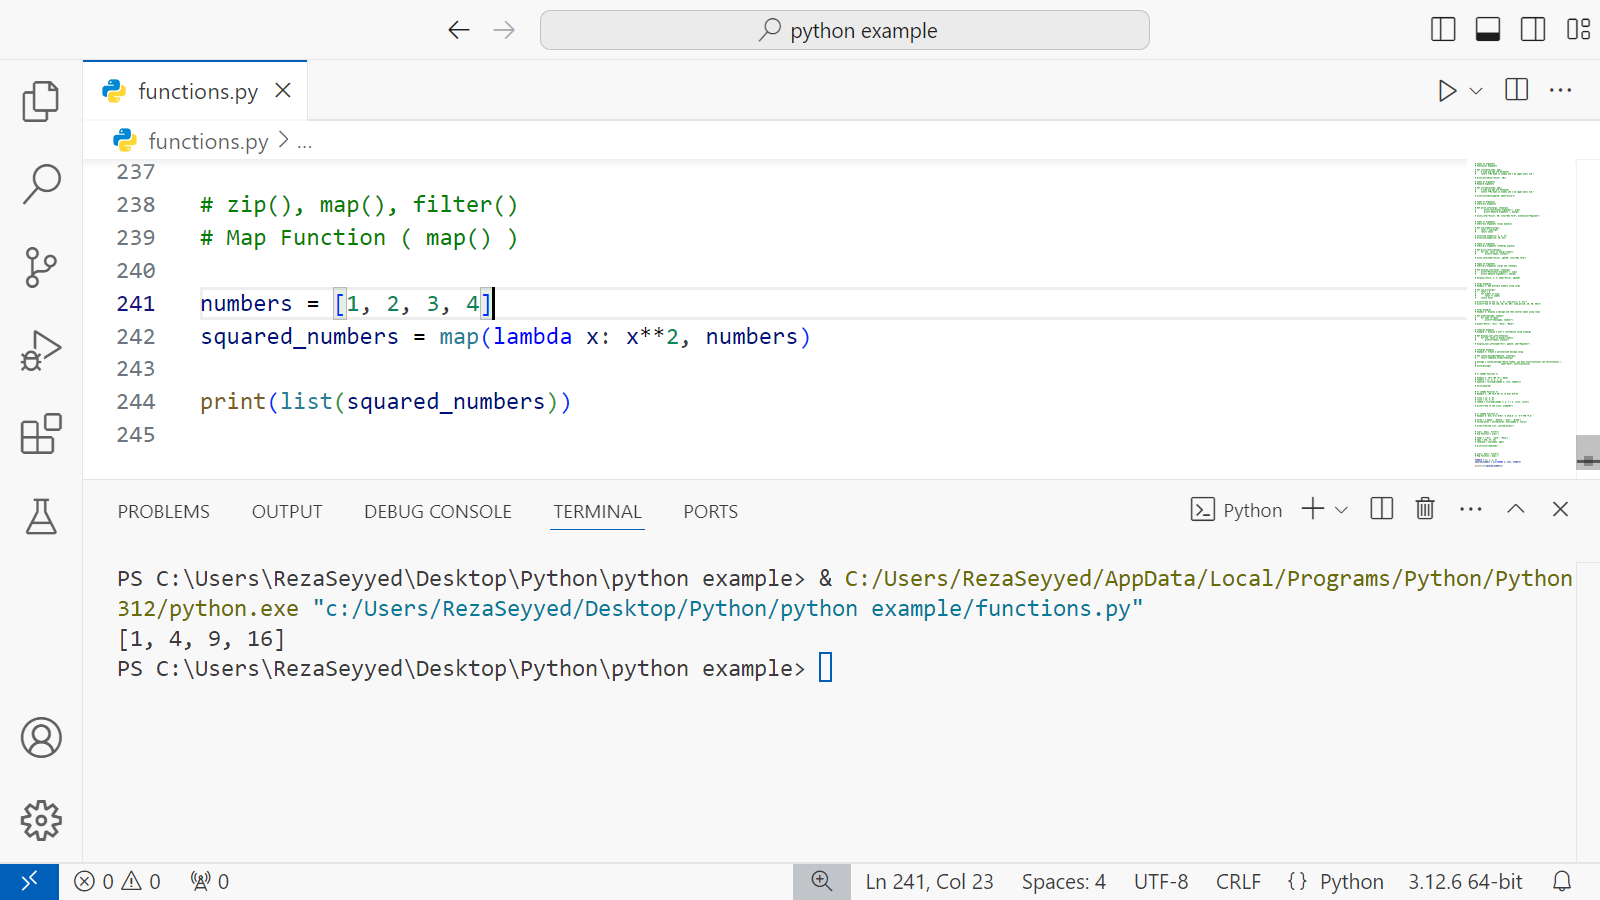 python example
functions.py
functions.py > ...
237
238 # zip(), map(), filter()
239 # Map Function ( map() )
240
241 numbers = [1, 2, 3, 4]
242 squared_numbers = map(lambda x: x**2, numbers)
243
244 print(list(squared_numbers))
245
PROBLEMS OUTPUT DEBUG CONSOLE TERMINAL PORTS Python
PS C:\Users\RezaSeyyed\Desktop\Python\python example> & C:/Users/RezaSeyyed/AppData/Local/Programs/Python/Python
312/python.exe "c:/Users/RezaSeyyed/Desktop/Python/python example/functions.py"
[1, 4, 9, 16]
PS C:\Users\RezaSeyyed\Desktop\Python\python example>
0 0 0 Ln 241, Col 23 Spaces: 4 UTF-8 CRLF {} Python 3.12.6 64-bit